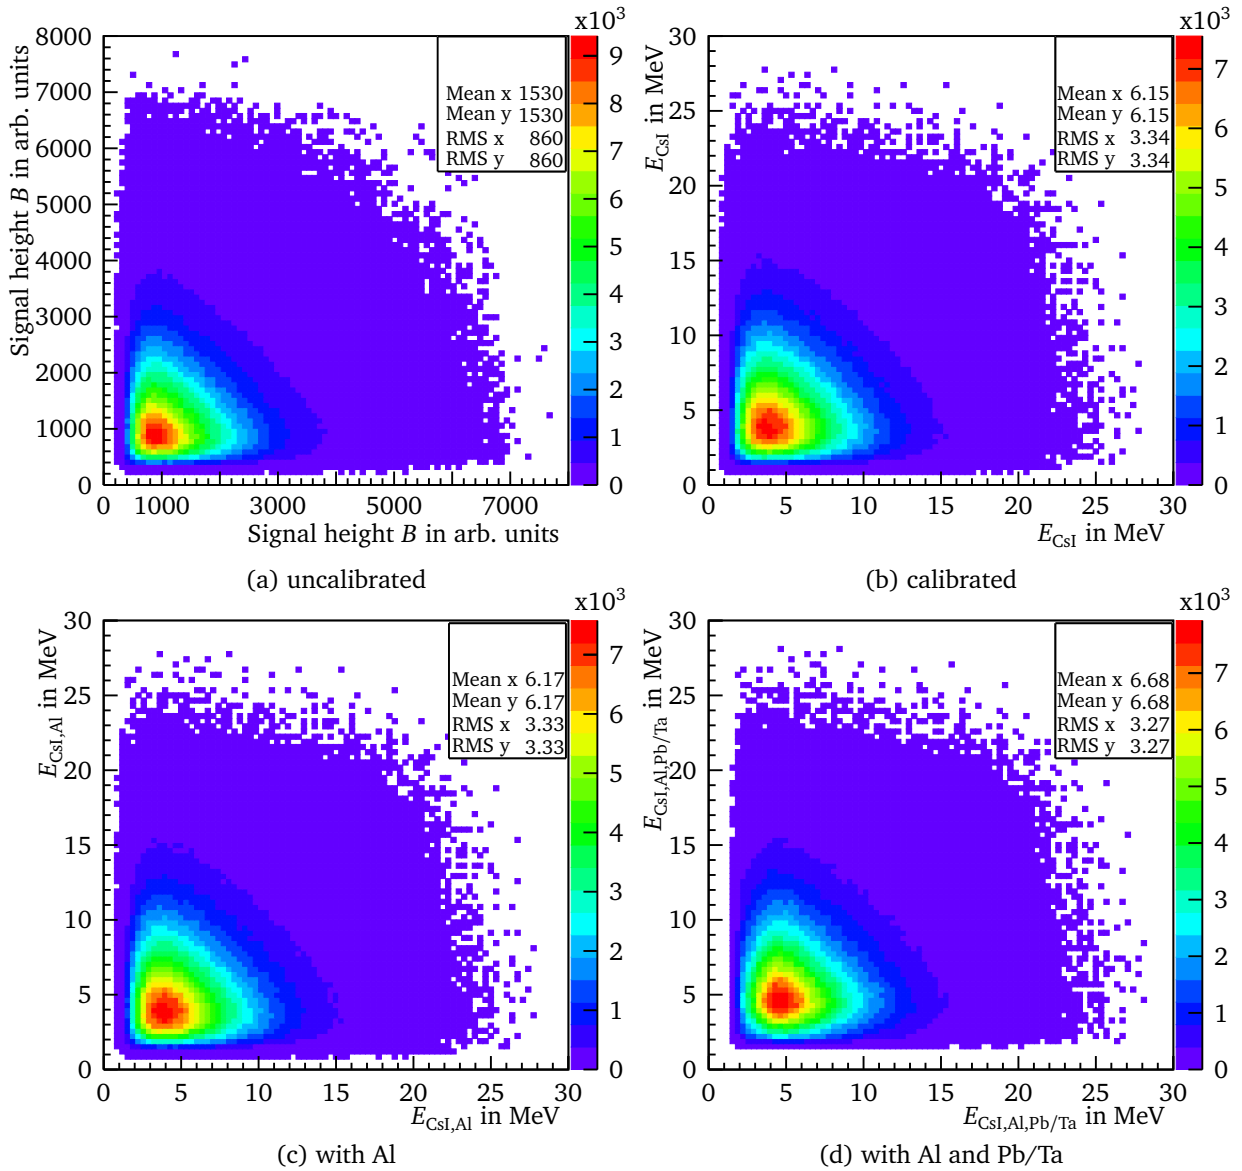 x10³
8000
7000
6000
5000
4000
3000
2000
1000
0
Signal height B in arb. units
Mean x 1530
Mean y 1530
RMS x 860
RMS y 860
9
8
7
6
5
4
3
2
1
0
0 1000 3000 5000 7000
Signal height B in arb. units
(a) uncalibrated
x10³
30
25
20
15
10
5
0
E_CsI in MeV
Mean x 6.15
Mean y 6.15
RMS x 3.34
RMS y 3.34
7
6
5
4
3
2
1
0
0 5 10 15 20 25 30
E_CsI in MeV
(b) calibrated
x10³
30
25
20
15
10
5
0
E_CsI,Al in MeV
Mean x 6.17
Mean y 6.17
RMS x 3.33
RMS y 3.33
7
6
5
4
3
2
1
0
0 5 10 15 20 25 30
E_CsI,Al in MeV
(c) with Al
x10³
30
25
20
15
10
5
0
E_CsI,Al,Pb/Ta in MeV
Mean x 6.68
Mean y 6.68
RMS x 3.27
RMS y 3.27
7
6
5
4
3
2
1
0
0 5 10 15 20 25 30
E_CsI,Al,Pb/Ta in MeV
(d) with Al and Pb/Ta